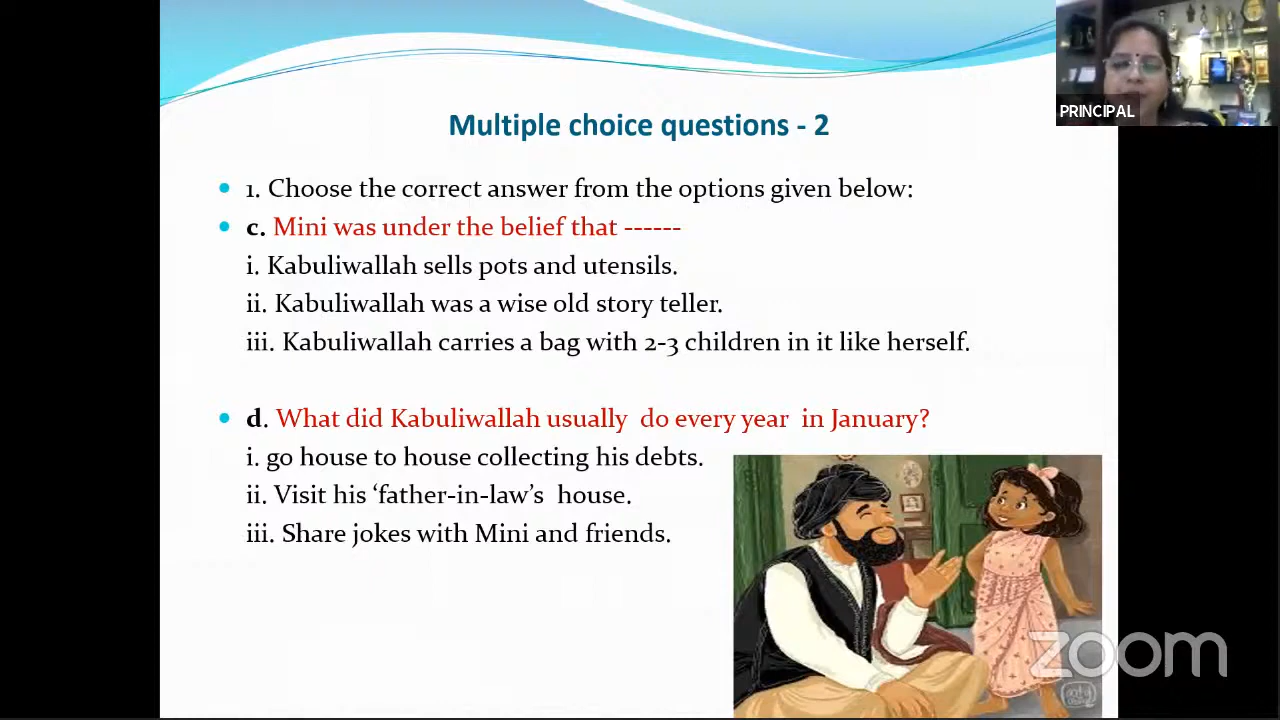 PRINCIPAL
Multiple choice questions - 2
1. Choose the correct answer from the options given below:
c. Mini was under the belief that ------
i. Kabuliwallah sells pots and utensils.
ii. Kabuliwallah was a wise old story teller.
iii. Kabuliwallah carries a bag with 2-3 children in it like herself.
d. What did Kabuliwallah usually do every year in January?
i. go house to house collecting his debts.
ii. Visit his ‘father-in-law’s house.
iii. Share jokes with Mini and friends.
zoom